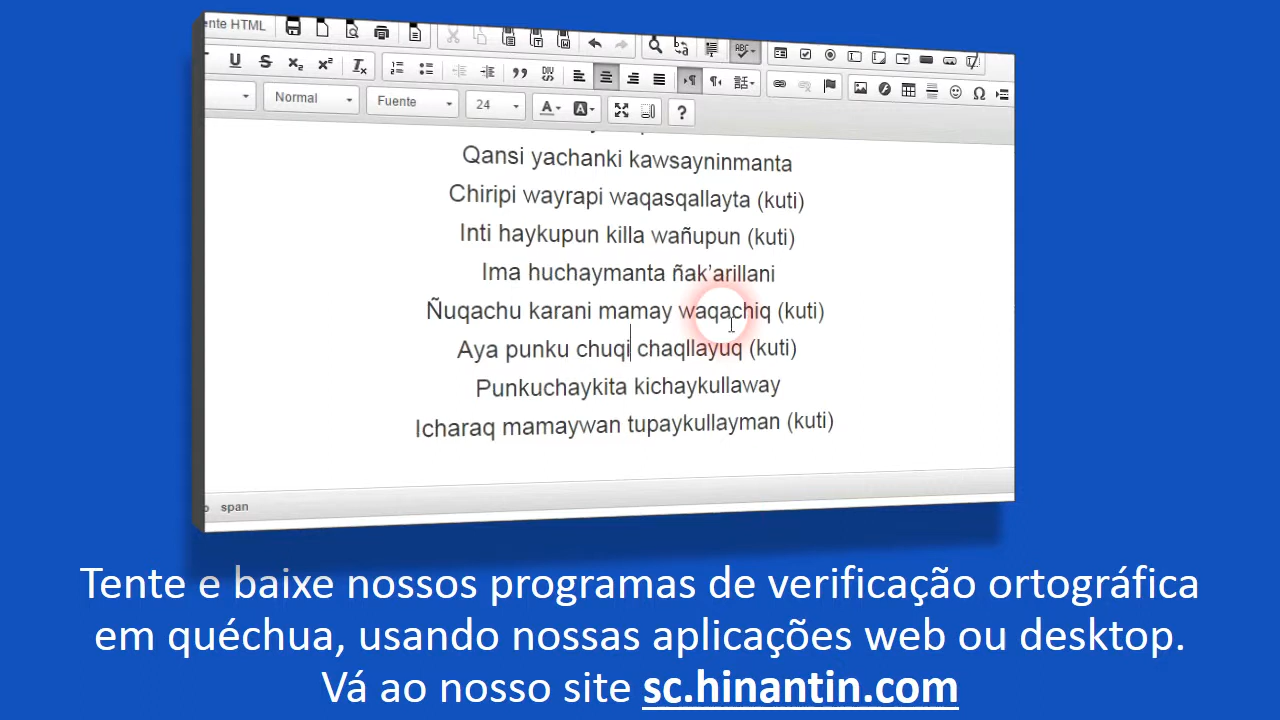 ente HTML
Normal
Fuente
24
Qansi yachanki kawsayninmanta
Chiripi wayrapi waqasqallayta (kuti)
Inti haykupun killa wañupun (kuti)
Ima huchaymanta ñak'arillani
Ñuqachu karani mamay waqachiq (kuti)
Aya punku chuqi chaqllayuq (kuti)
Punkuchaykita kichaykullaway
Icharaq mamaywan tupaykullayman (kuti)
span
Tente e baixe nossos programas de verificação ortográfica
em quéchua, usando nossas aplicações web ou desktop.
Vá ao nosso site sc.hinantin.com